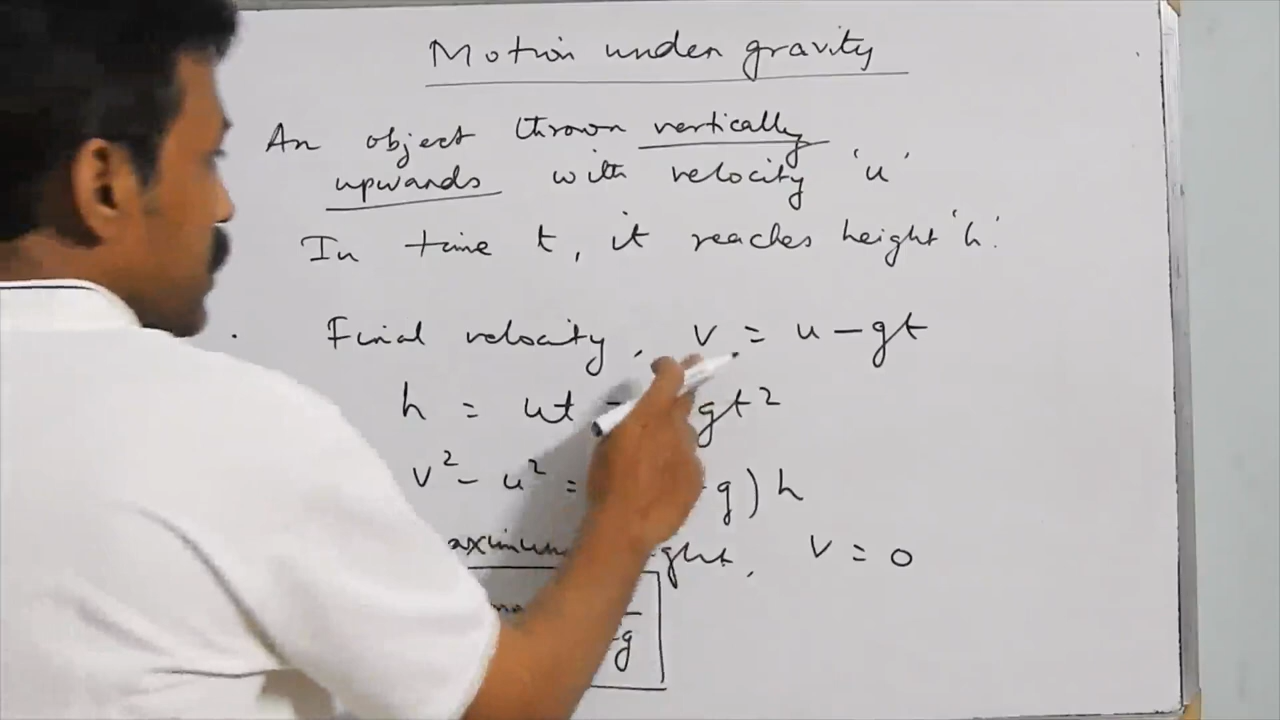 Motion under gravity
An object thrown vertically
upwards with velocity 'u'
In time t, it reaches height 'h'.
Final velocity, v = u - gt
h = ut - gt²
v² - u² = g) h
v = 0
g